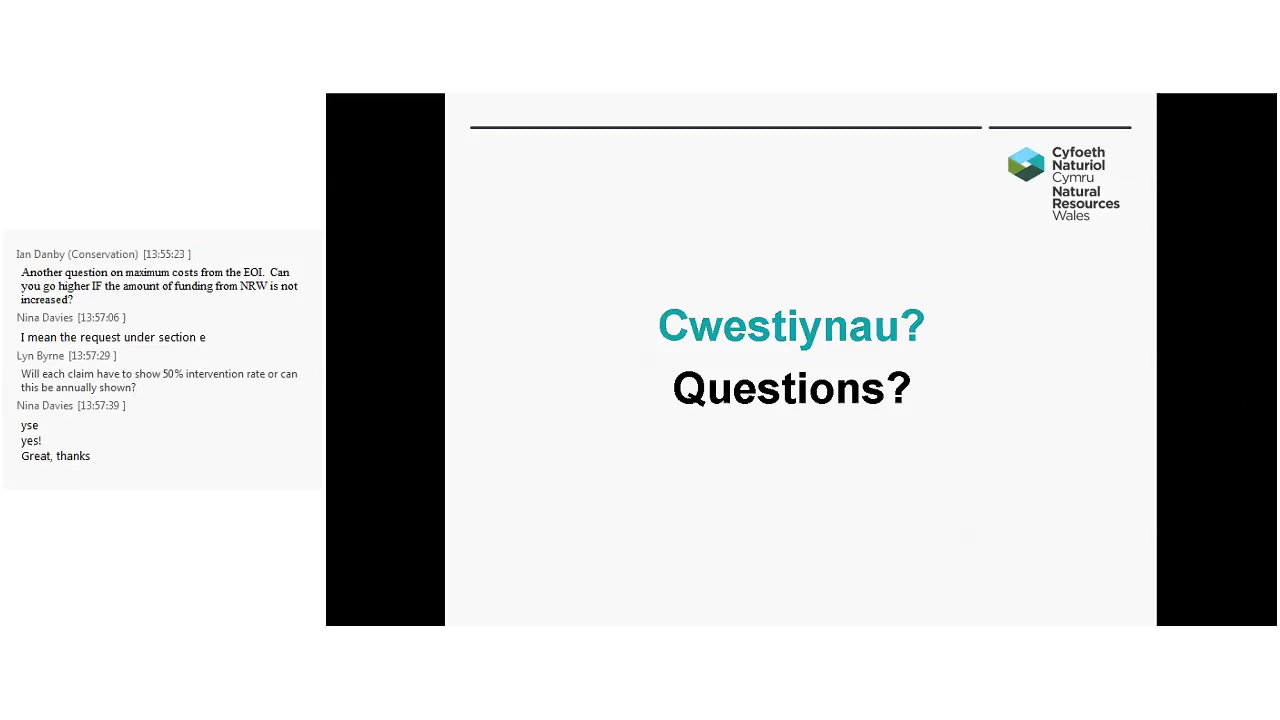 Ian Danby (Conservation) [13:55:23 ]
Another question on maximum costs from the EOI. Can
you go higher IF the amount of funding from NRW is not
increased?
Nina Davies [13:57:06 ]
I mean the request under section e
Lyn Byrne [13:57:29 ]
Will each claim have to show 50% intervention rate or can
this be annually shown?
Nina Davies [13:57:39 ]
yse
yes!
Great, thanks
Cyfoeth
Naturiol
Cymru
Natural
Resources
Wales
Cwestiynau?
Questions?